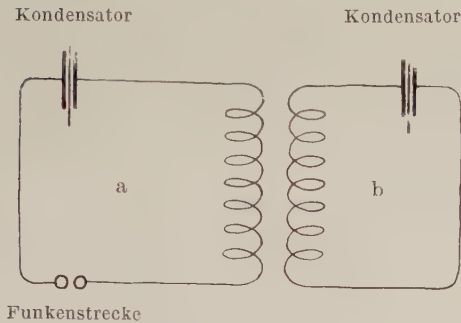 Kondensator
Kondensator
a
b
Funkenstrecke